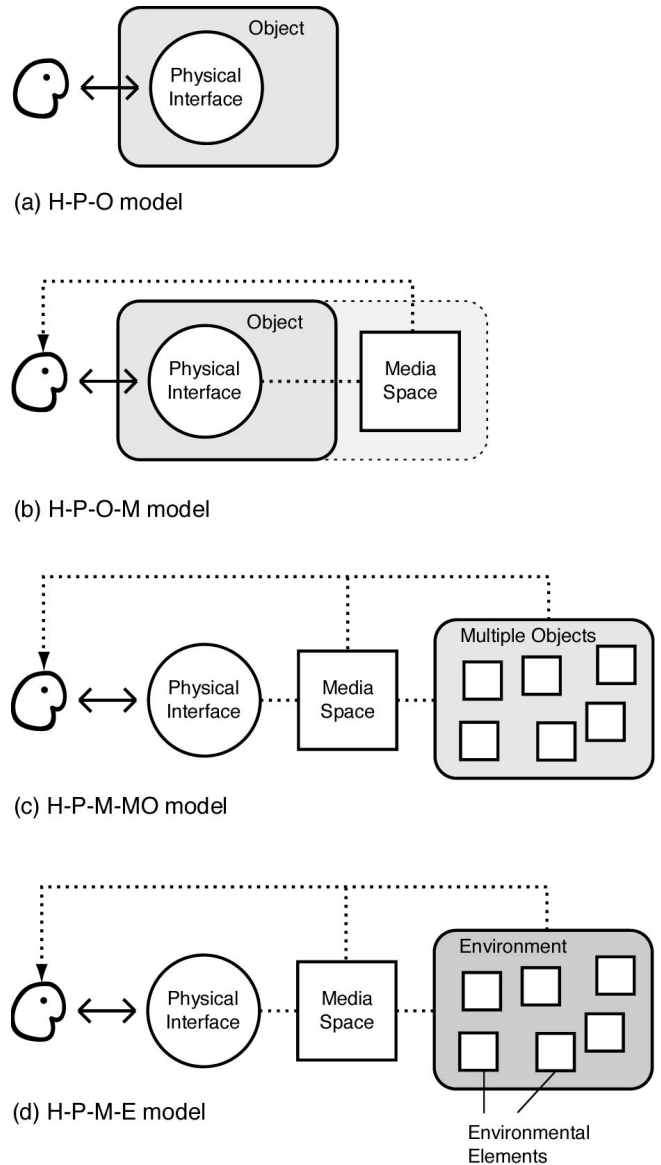 Object
Physical
Interface
(a) H-P-O model
Object
Physical
Interface
Media
Space
(b) H-P-O-M model
Multiple Objects
Physical
Interface
Media
Space
(c) H-P-M-MO model
Environment
Physical
Interface
Media
Space
(d) H-P-M-E model
Environmental
Elements